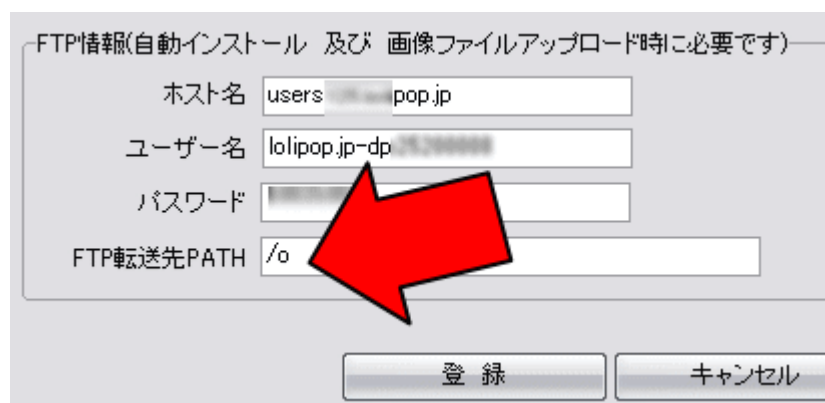 FTP情報(自動インストール 及び 画像ファイルアップロード時に必要です)
ホスト名 users pop.jp
ユーザー名 lolipop.jp-dp
パスワード
FTP転送先PATH /o
登 録 キャンセル